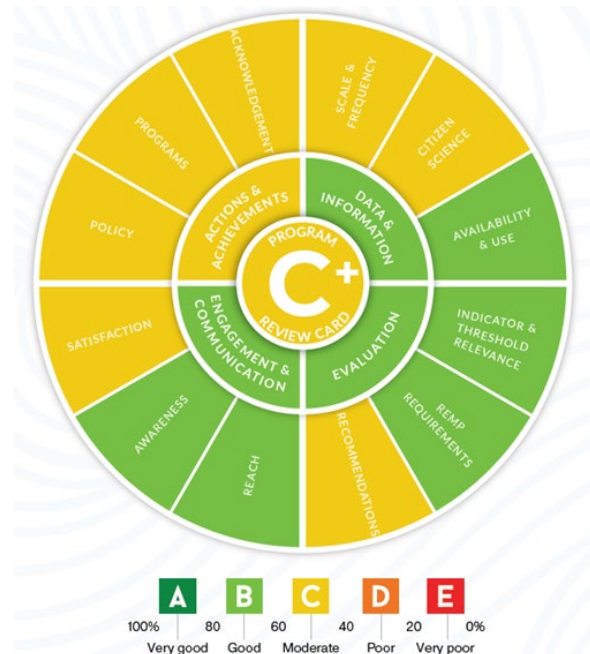 ACKNOWLEDGEMENT
SCALE &
FREQUENCY
PROGRAMS
CITIZEN
SCIENCE
POLICY
ACTIONS &
ACHIEVEMENTS
DATA &
INFORMATION
AVAILABILITY
& USE
PROGRAM
C+
REVIEW CARD
SATISFACTION
ENGAGEMENT &
COMMUNICATION
EVALUATION
INDICATOR &
THRESHOLD
RELEVANCE
AWARENESS
REACH
RECOMMENDATIONS
REMP
REQUIREMENTS
A B C D E
100% 80 60 40 20 0%
Very good Good Moderate Poor Very poor